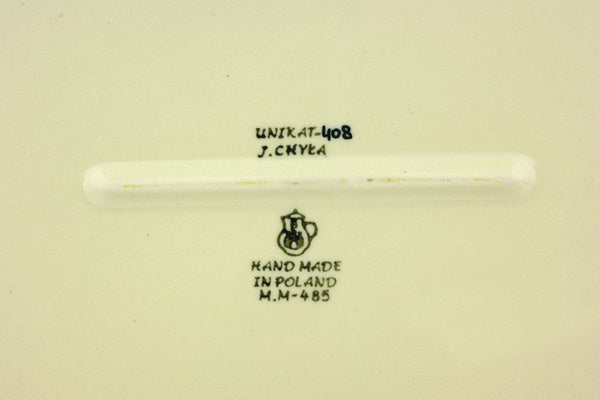 UNIKAT-408
J. CHYŁA
HAND MADE
IN POLAND
M.M-485